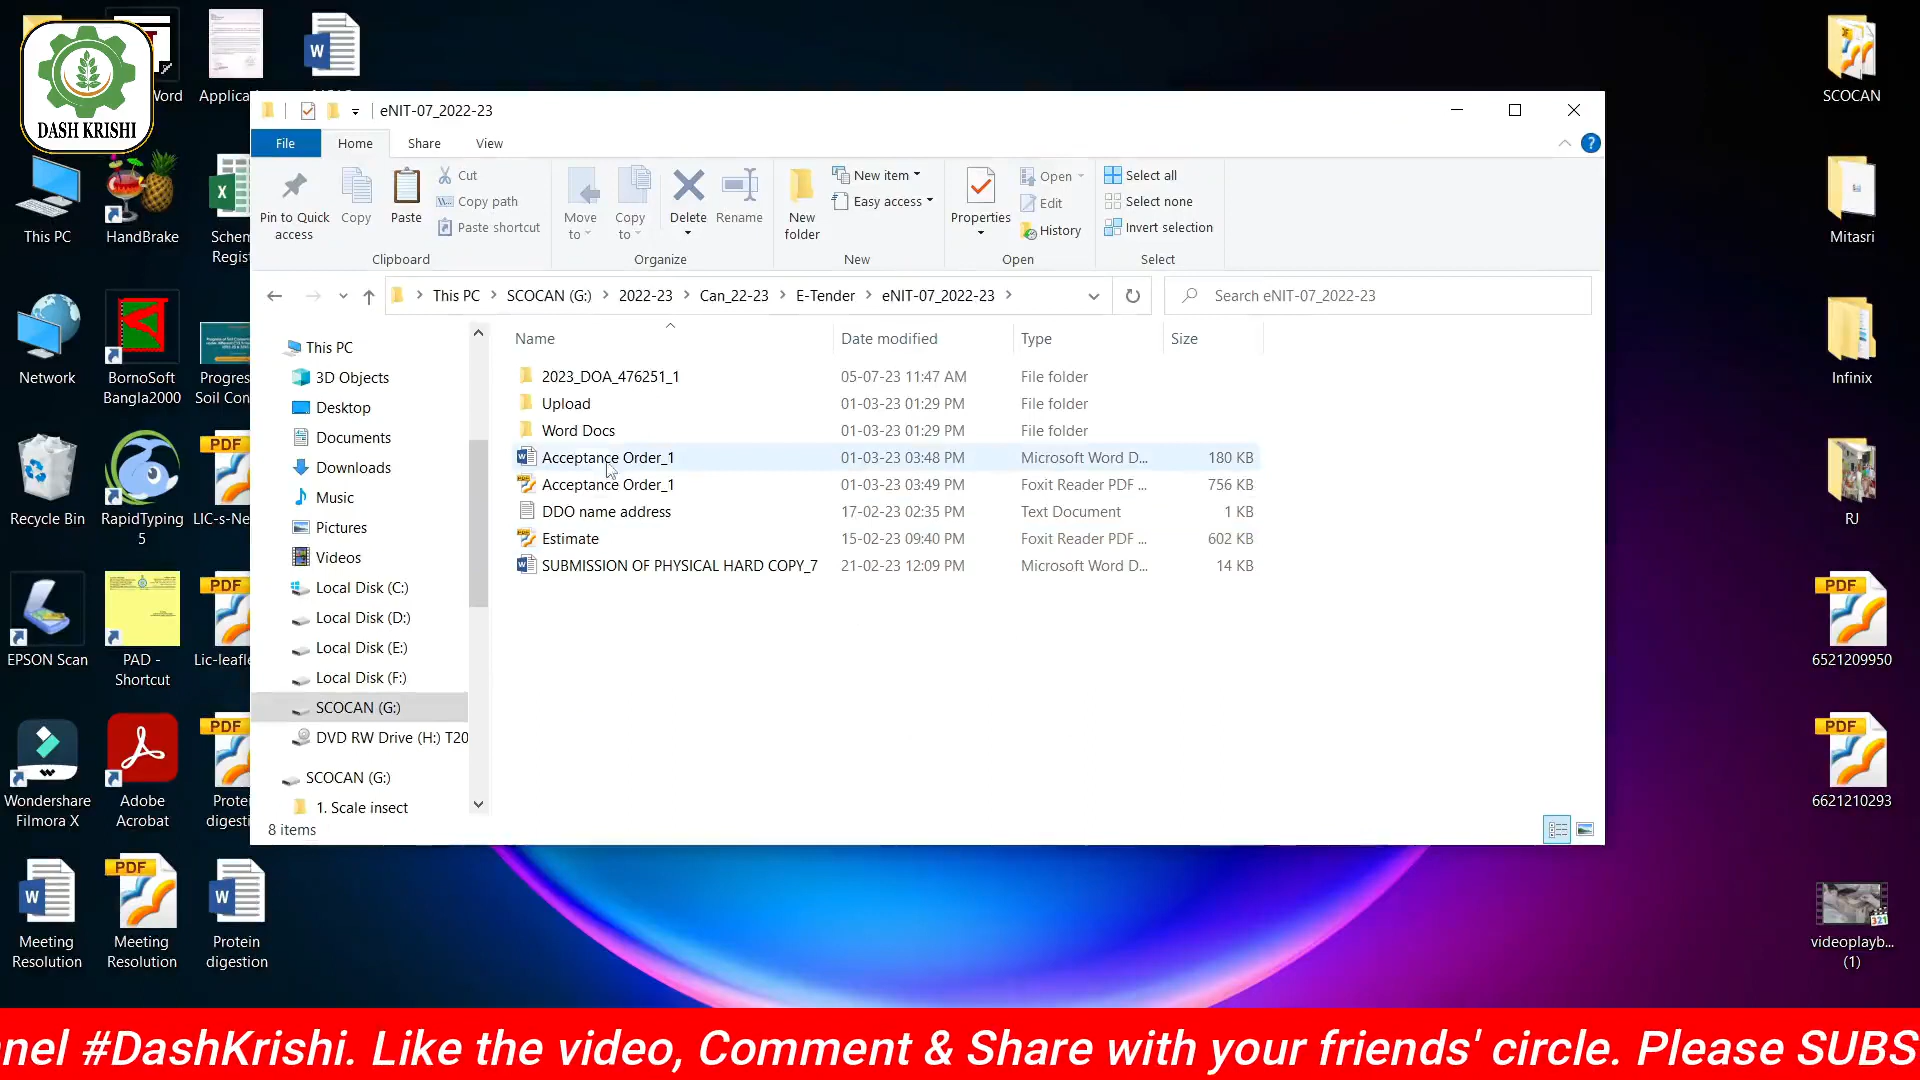 DASH KRISHI
Word
Applica
eNIT-07_2022-23
File
Home
Share
View
Pin to Quick
access
Copy
Paste
Cut
Copy path
Paste shortcut
Clipboard
Move
to
Copy
to
Delete
Rename
Organize
New
folder
New item
Easy access
New
Properties
Open
Edit
History
Open
Select all
Select none
Invert selection
Select
This PC
SCOCAN (G:)
2022-23
Can_22-23
E-Tender
eNIT-07_2022-23
Search eNIT-07_2022-23
Name
Date modified
Type
Size
2023_DOA_476251_1 05-07-23 11:47 AM File folder
Upload 01-03-23 01:29 PM File folder
Word Docs 01-03-23 01:29 PM File folder
Acceptance Order_1 01-03-23 03:48 PM Microsoft Word D... 180 KB
Acceptance Order_1 01-03-23 03:49 PM Foxit Reader PDF ... 756 KB
DDO name address 17-02-23 02:35 PM Text Document 1 KB
Estimate 15-02-23 09:40 PM Foxit Reader PDF ... 602 KB
SUBMISSION OF PHYSICAL HARD COPY_7 21-02-23 12:09 PM Microsoft Word D... 14 KB
This PC
3D Objects
Desktop
Documents
Downloads
Music
Pictures
Videos
Local Disk (C:)
Local Disk (D:)
Local Disk (E:)
Local Disk (F:)
SCOCAN (G:)
DVD RW Drive (H:) T20
SCOCAN (G:)
1. Scale insect
8 items
This PC
HandBrake
Schem
Regist
Network
BornoSoft
Bangla2000
Progres
Soil Con
Recycle Bin
RapidTyping
5
PDF
LIC-s-Ne
EPSON Scan
PAD -
Shortcut
PDF
Lic-leafle
Wondershare
Filmora X
Adobe
Acrobat
PDF
Protei
digesti
Meeting
Resolution
PDF
Meeting
Resolution
Protein
digestion
SCOCAN
Mitasri
Infinix
RJ
PDF
6521209950
PDF
6621210293
videoplayb...
(1)
nel #DashKrishi. Like the video, Comment & Share with your friends' circle. Please SUBS